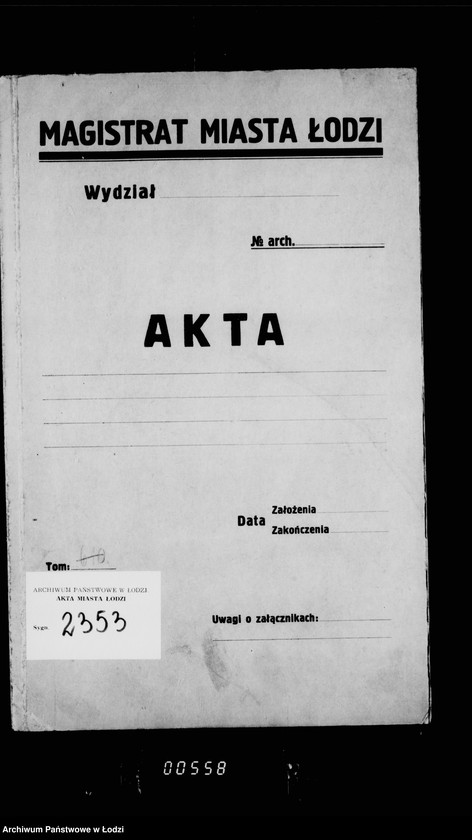 MAGISTRAT MIASTA ŁODZI
Wydział
№ arch.
AKTA
Data Założenia
Zakończenia
Tom:
ARCHIWUM PAŃSTWOWE W ŁODZI
AKTA MIASTA ŁODZI
Sygn. 2353
Uwagi o załącznikach:
00558
Archiwum Państwowe w Łodzi